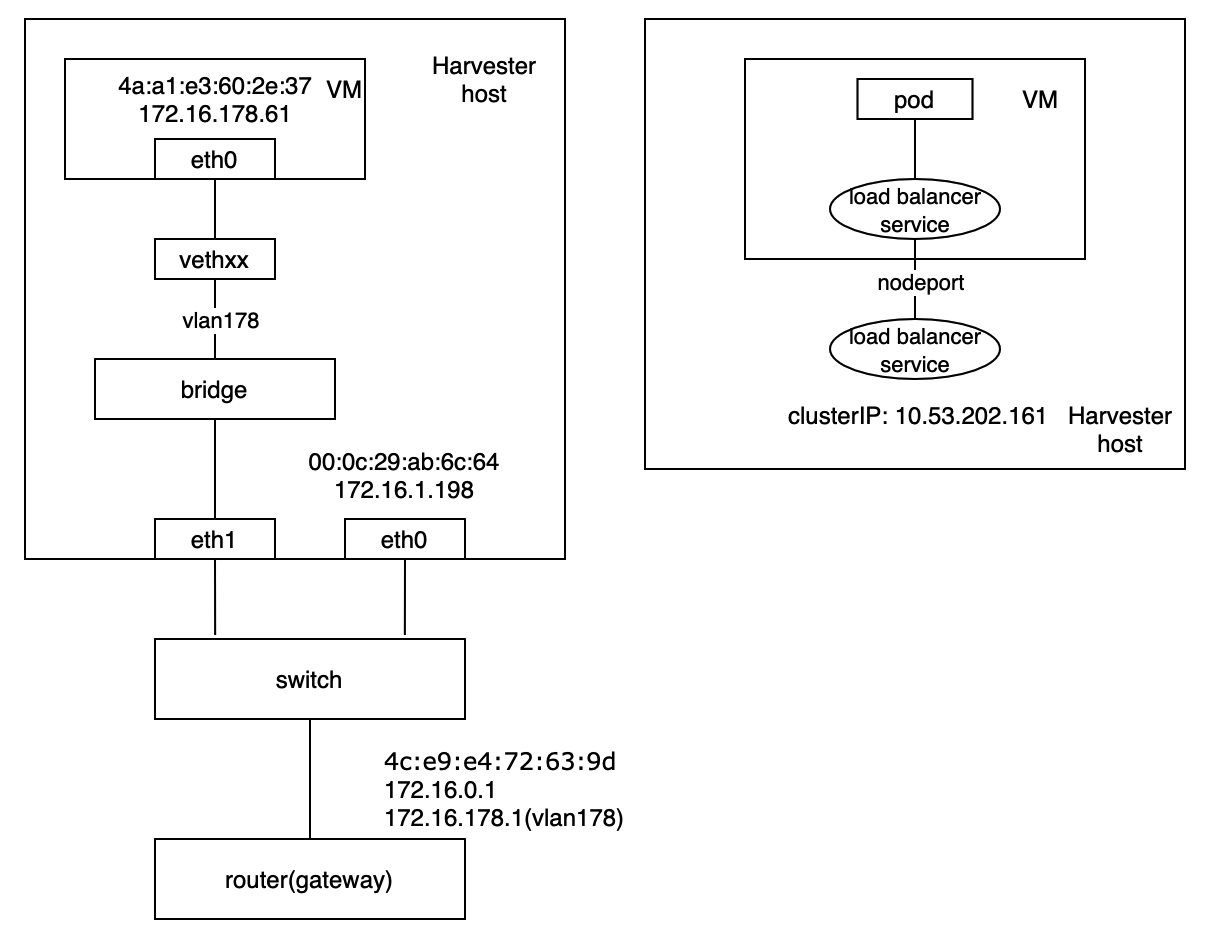 Harvester
host
4a:a1:e3:60:2e:37
172.16.178.61
VM
eth0
vethxx
vlan178
bridge
00:0c:29:ab:6c:64
172.16.1.198
eth1
eth0
switch
4c:e9:e4:72:63:9d
172.16.0.1
172.16.178.1(vlan178)
router(gateway)
pod
VM
load balancer
service
nodeport
load balancer
service
clusterIP: 10.53.202.161
Harvester
host